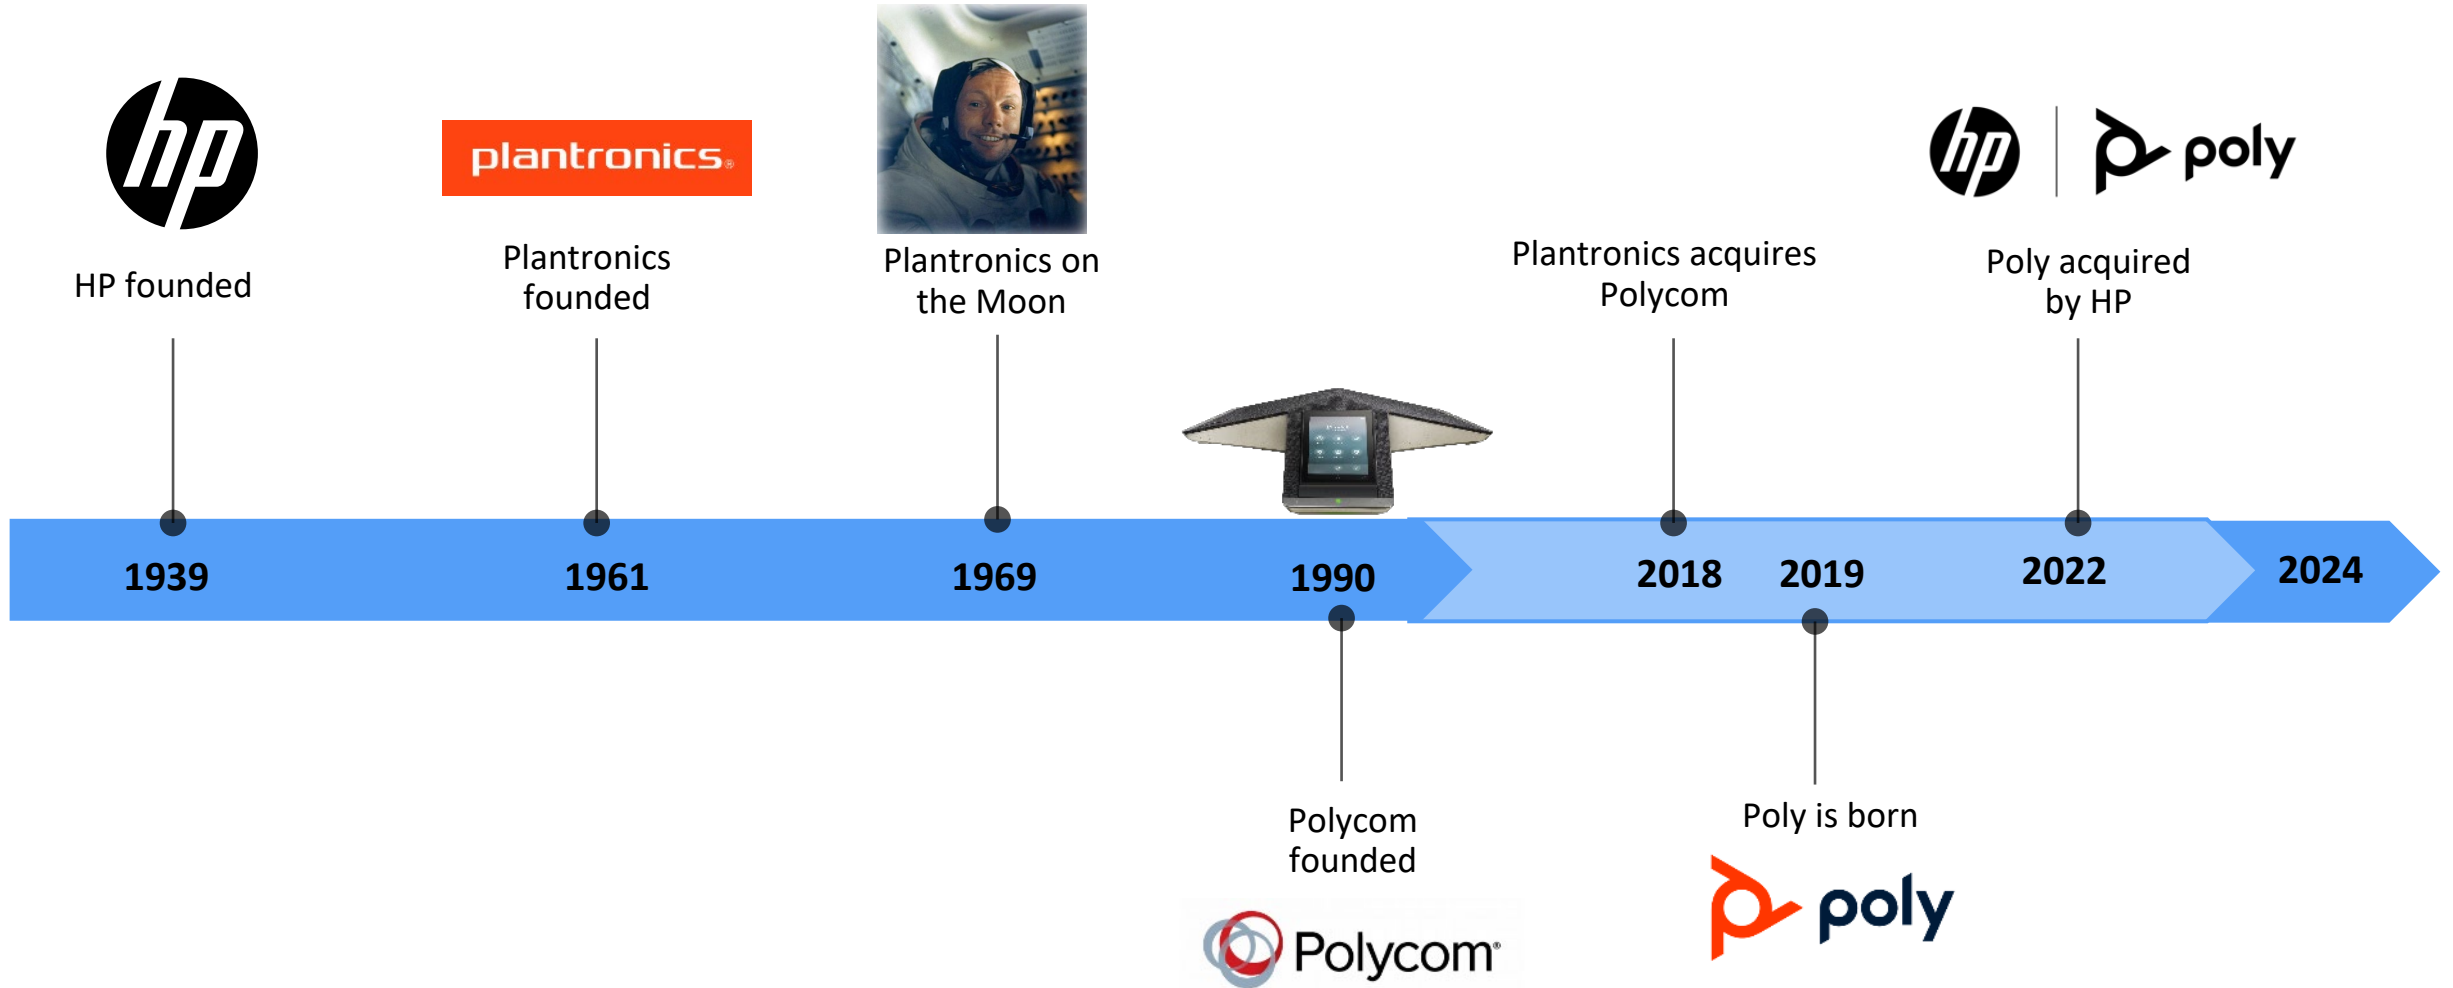 hp
plantronics®
hp
poly
HP founded
Plantronics
founded
Plantronics on
the Moon
Plantronics acquires
Polycom
Poly acquired
by HP
1939
1961
1969
1990
2018
2019
2022
2024
Polycom
founded
Poly is born
Polycom®
poly